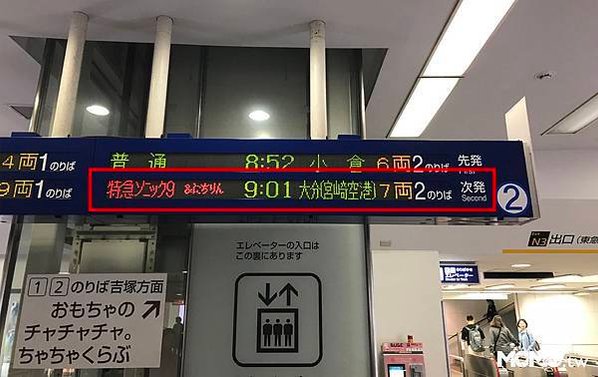 4両1のりば 普通 8:52 小倉 6両2のりば 先発
9両1のりば 特急ソニック9 &にちりん 9:01 大分(宮崎空港) 7両2のりば 次発
Second
2
N3出口(東急
エレベーターの入口は
この裏にあります
1 2のりば吉塚方面
おもちゃの
チャチャチャ。
ちゃちゃくらぶ
エレベーター